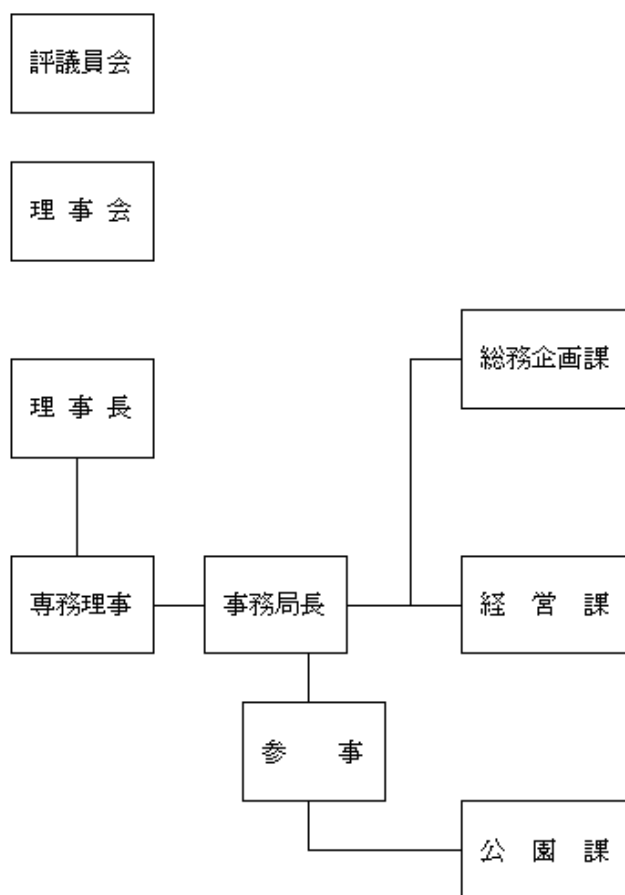 評議員会
理事会
理事長
総務企画課
専務理事
事務局長
経営課
参事
公園課